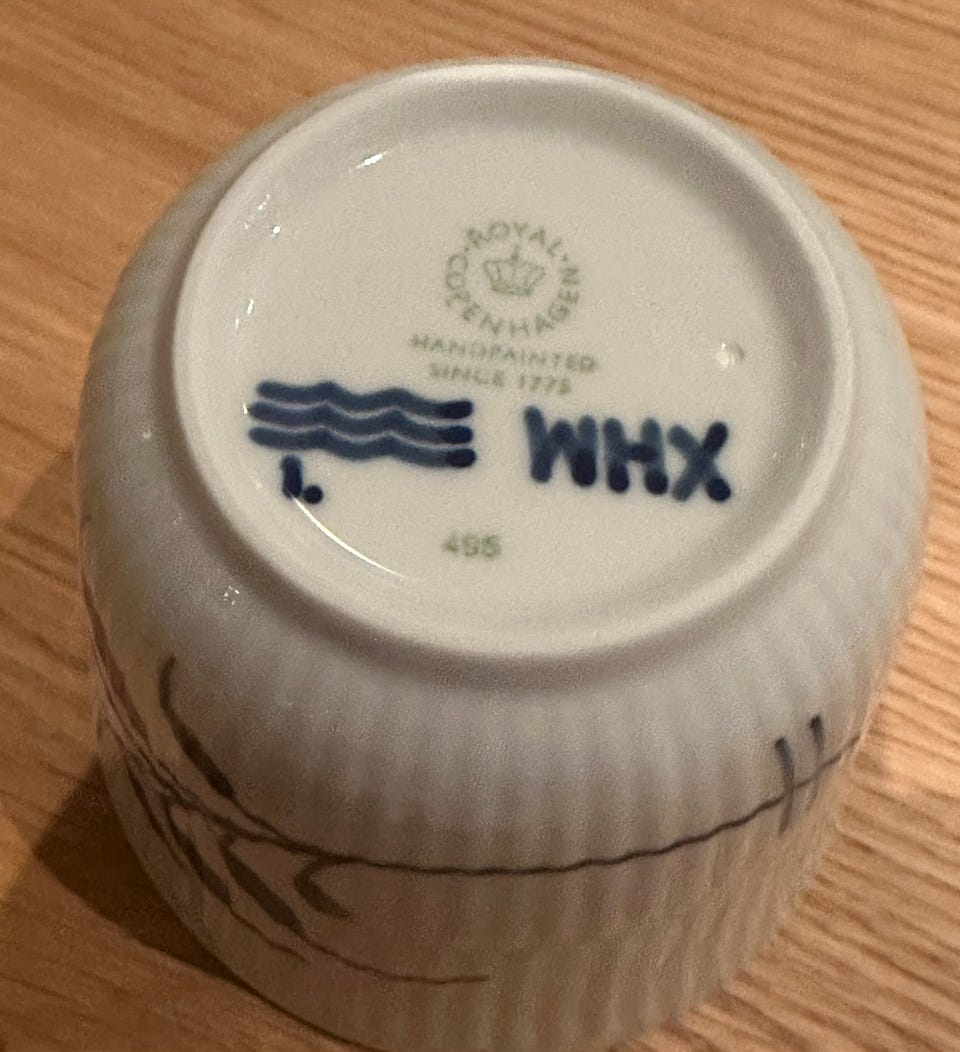 ROYAL COPENHAGEN
HANDPAINTED
SINCE 1775
WHX
1.
495